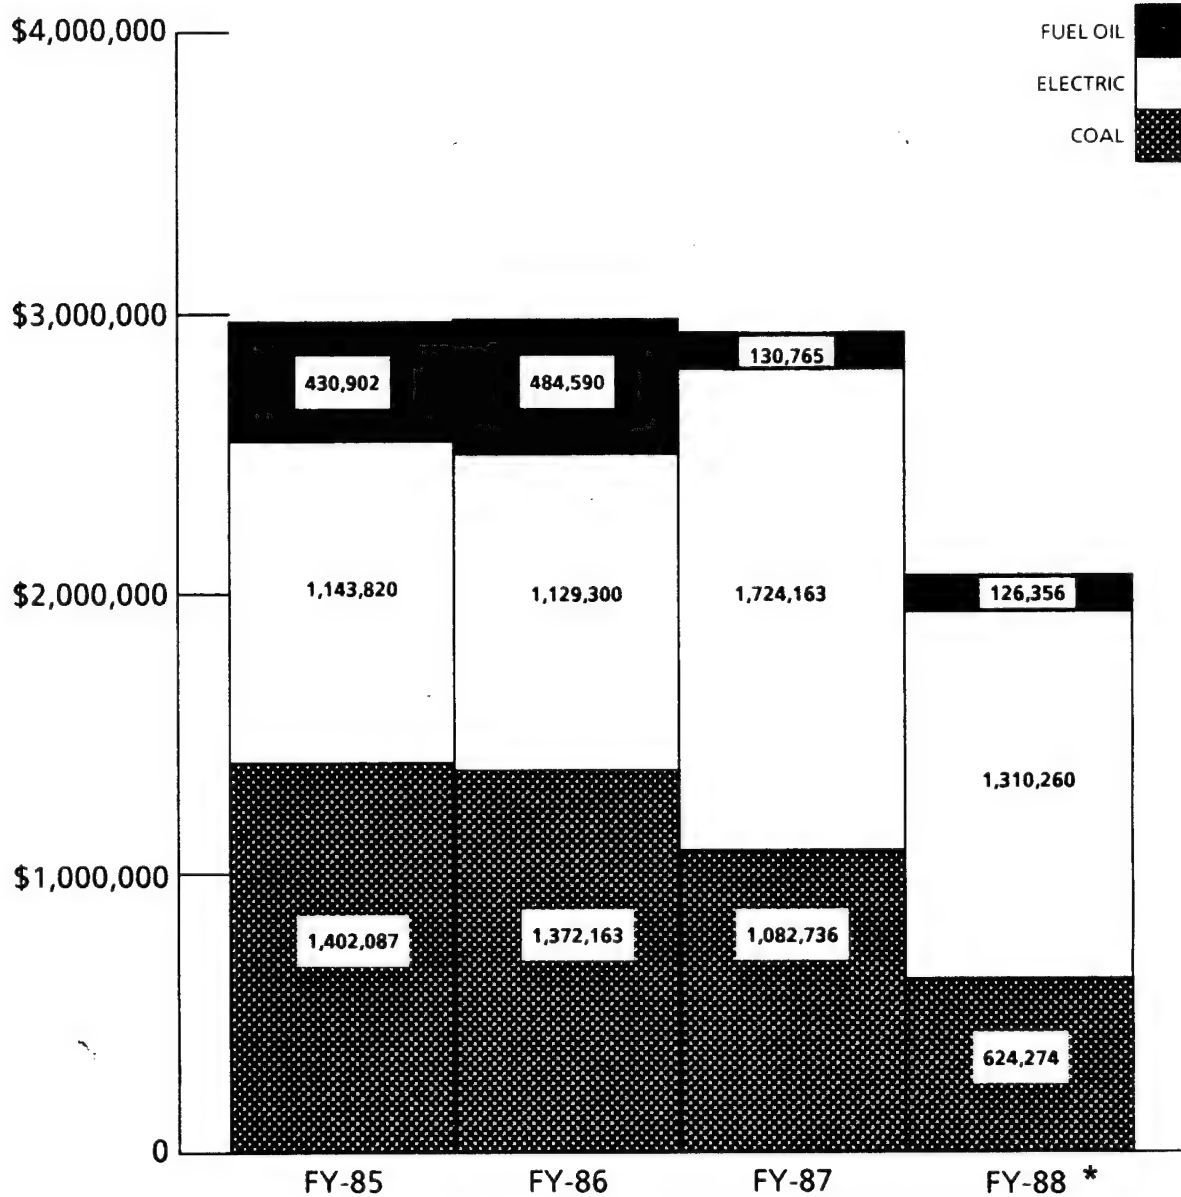 $4,000,000
FUEL OIL
ELECTRIC
COAL
$3,000,000
430,902
484,590
130,765
$2,000,000
1,143,820
1,129,300
1,724,163
126,356
1,310,260
$1,000,000
1,402,087
1,372,163
1,082,736
624,274
0
FY-85
FY-86
FY-87
FY-88 *